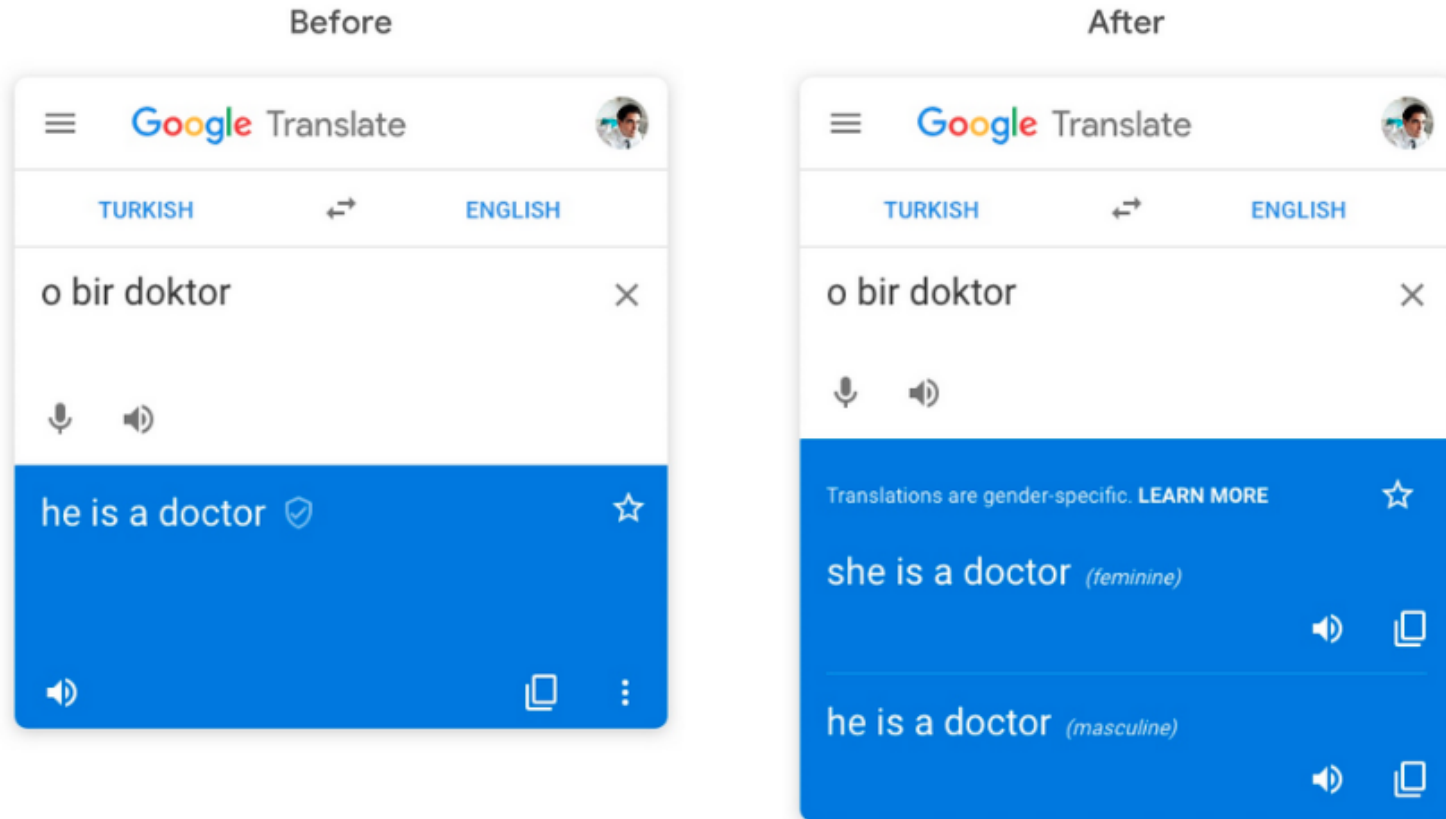 Before
Google Translate
TURKISH ENGLISH
o bir doktor
he is a doctor
After
Google Translate
TURKISH ENGLISH
o bir doktor
Translations are gender-specific. LEARN MORE
she is a doctor (feminine)
he is a doctor (masculine)